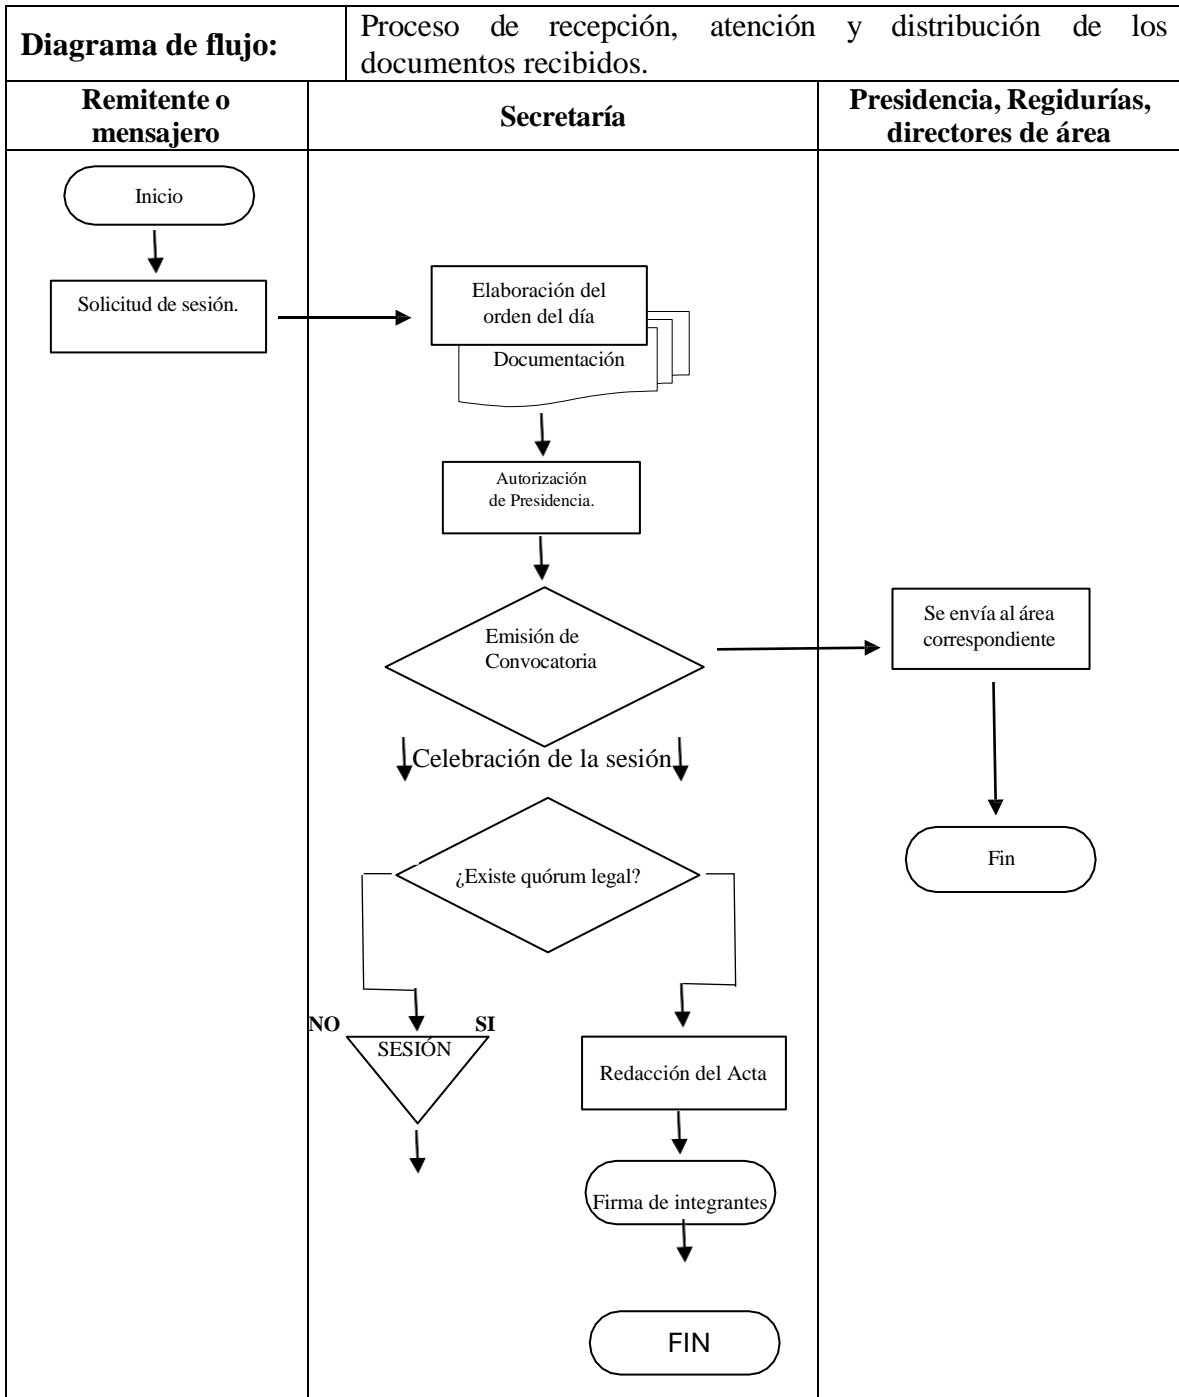 Diagrama de flujo:
Proceso de recepción, atención y distribución de los
documentos recibidos.
Remitente o
mensajero
Secretaría
Presidencia, Regidurías,
directores de área
Inicio
Solicitud de sesión.
Elaboración del
orden del día
Documentación
Autorización
de Presidencia.
Emisión de
Convocatoria
Se envía al área
correspondiente
Celebración de la sesión
Fin
¿Existe quórum legal?
NO
SI
SESIÓN
Redacción del Acta
Firma de integrantes
FIN